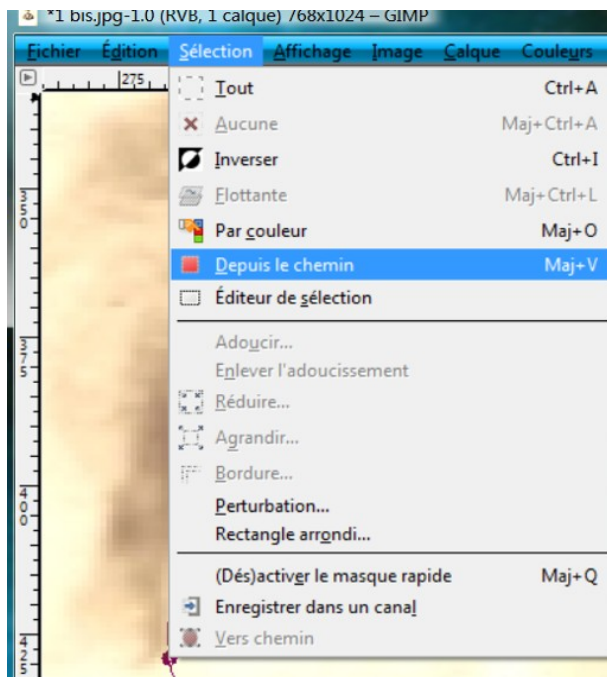 *1 bis.jpg-1.0 (RVB, 1 calque) 768x1024 – GIMP
Fichier Édition Sélection Affichage Image Calque Couleurs
275
Tout Ctrl+A
Aucune Maj+Ctrl+A
Inverser Ctrl+I
350
Flottante Maj+Ctrl+L
Par couleur Maj+O
Depuis le chemin Maj+V
Éditeur de sélection
375
Adoucir...
Enlever l'adoucissement
Réduire...
Agrandir...
Bordure...
400
Perturbation...
Rectangle arrondi...
(Dés)activer le masque rapide Maj+Q
Enregistrer dans un canal
425
Vers chemin